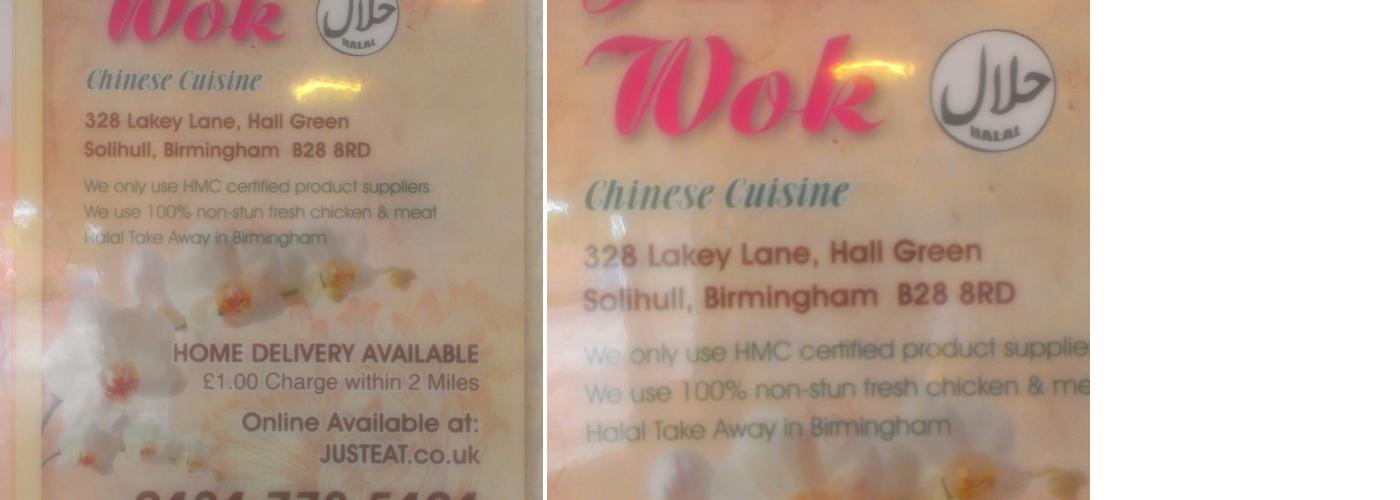 Wok
حلال
HALAL
Chinese Cuisine
328 Lakey Lane, Hall Green
Solihull, Birmingham B28 8RD
We only use HMC certified product suppliers
We use 100% non-stun fresh chicken & meat
Halal Take Away in Birmingham
HOME DELIVERY AVAILABLE
£1.00 Charge within 2 Miles
Online Available at:
JUSTEAT.co.uk
Wok
حلال
HALAL
Chinese Cuisine
328 Lakey Lane, Hall Green
Solihull, Birmingham B28 8RD
We only use HMC certified product supplie
We use 100% non-stun fresh chicken & me
Halal Take Away in Birmingham